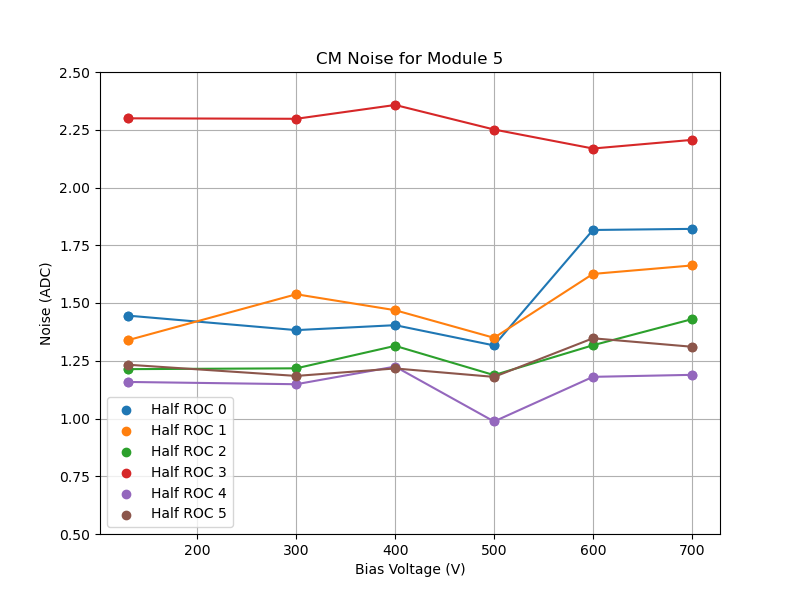 CM Noise for Module 5
2.50
2.25
2.00
1.75
1.50
1.25
1.00
0.75
0.50
Noise (ADC)
Half ROC 0
Half ROC 1
Half ROC 2
Half ROC 3
Half ROC 4
Half ROC 5
200 300 400 500 600 700
Bias Voltage (V)